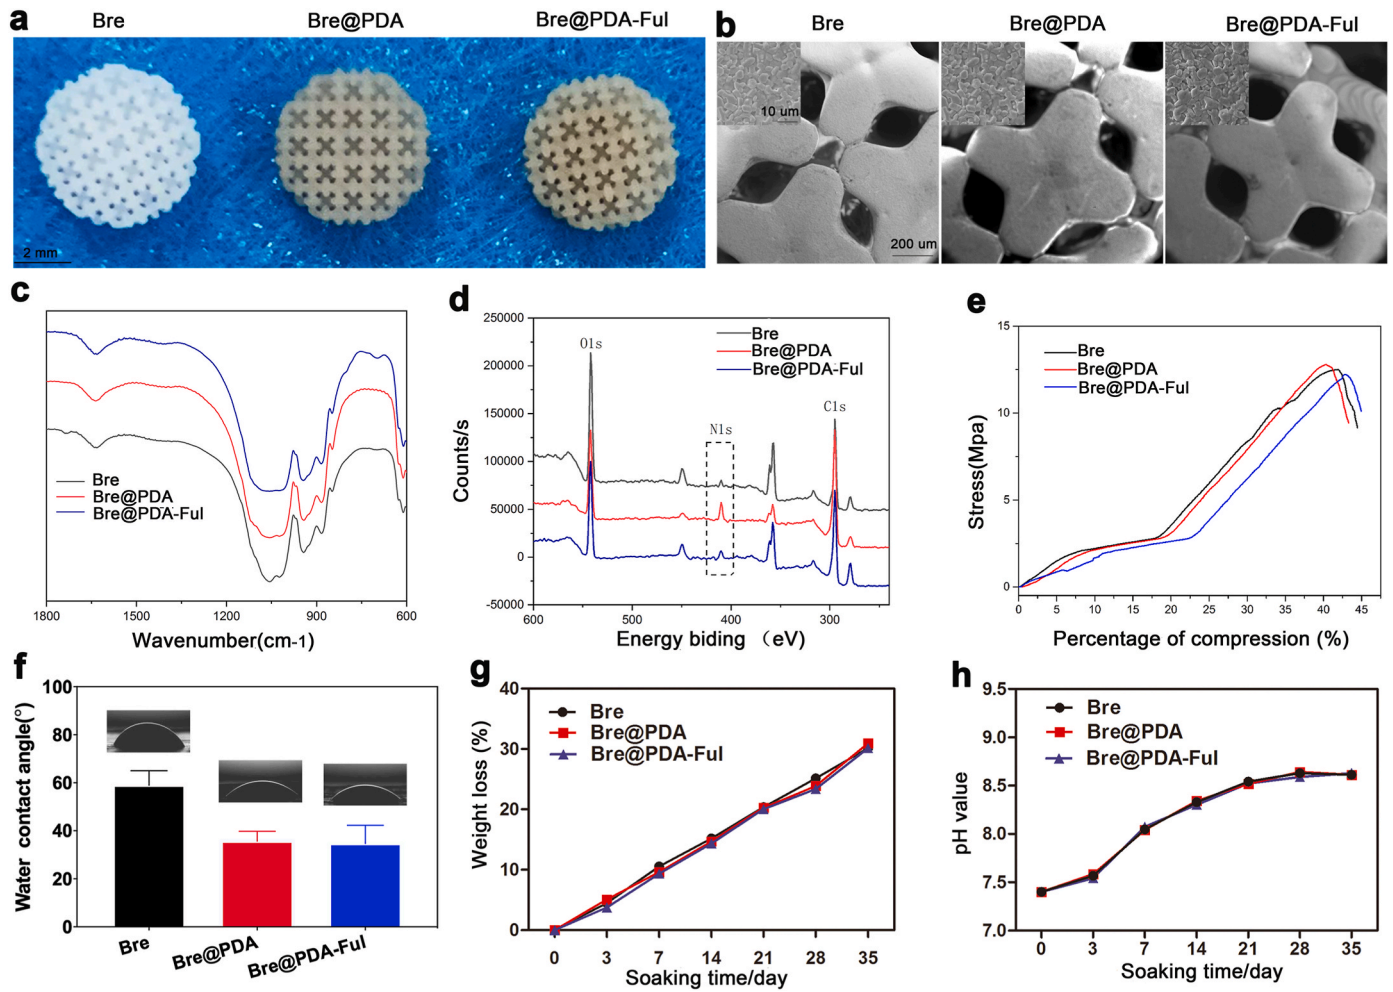 a
Bre
Bre@PDA
Bre@PDA-Ful
2 mm
b
Bre
Bre@PDA
Bre@PDA-Ful
10 um
200 um
c
Bre
Bre@PDA
Bre@PDA-Ful
1800
1500
1200
900
600
Wavenumber(cm-1)
d
250000
200000
150000
100000
50000
0
-50000
Counts/s
O1s
N1s
C1s
Bre
Bre@PDA
Bre@PDA-Ful
600
500
400
300
Energy biding (eV)
e
15
10
5
0
Stress(Mpa)
Bre
Bre@PDA
Bre@PDA-Ful
0
5
10
15
20
25
30
35
40
45
Percentage of compression (%)
f
100
80
60
40
20
0
Water contact angle(°)
Bre
Bre@PDA
Bre@PDA-Ful
g
40
30
20
10
0
Weight loss (%)
Bre
Bre@PDA
Bre@PDA-Ful
0
3
7
14
21
28
35
Soaking time/day
h
9.5
9.0
8.5
8.0
7.5
7.0
pH value
Bre
Bre@PDA
Bre@PDA-Ful
0
3
7
14
21
28
35
Soaking time/day